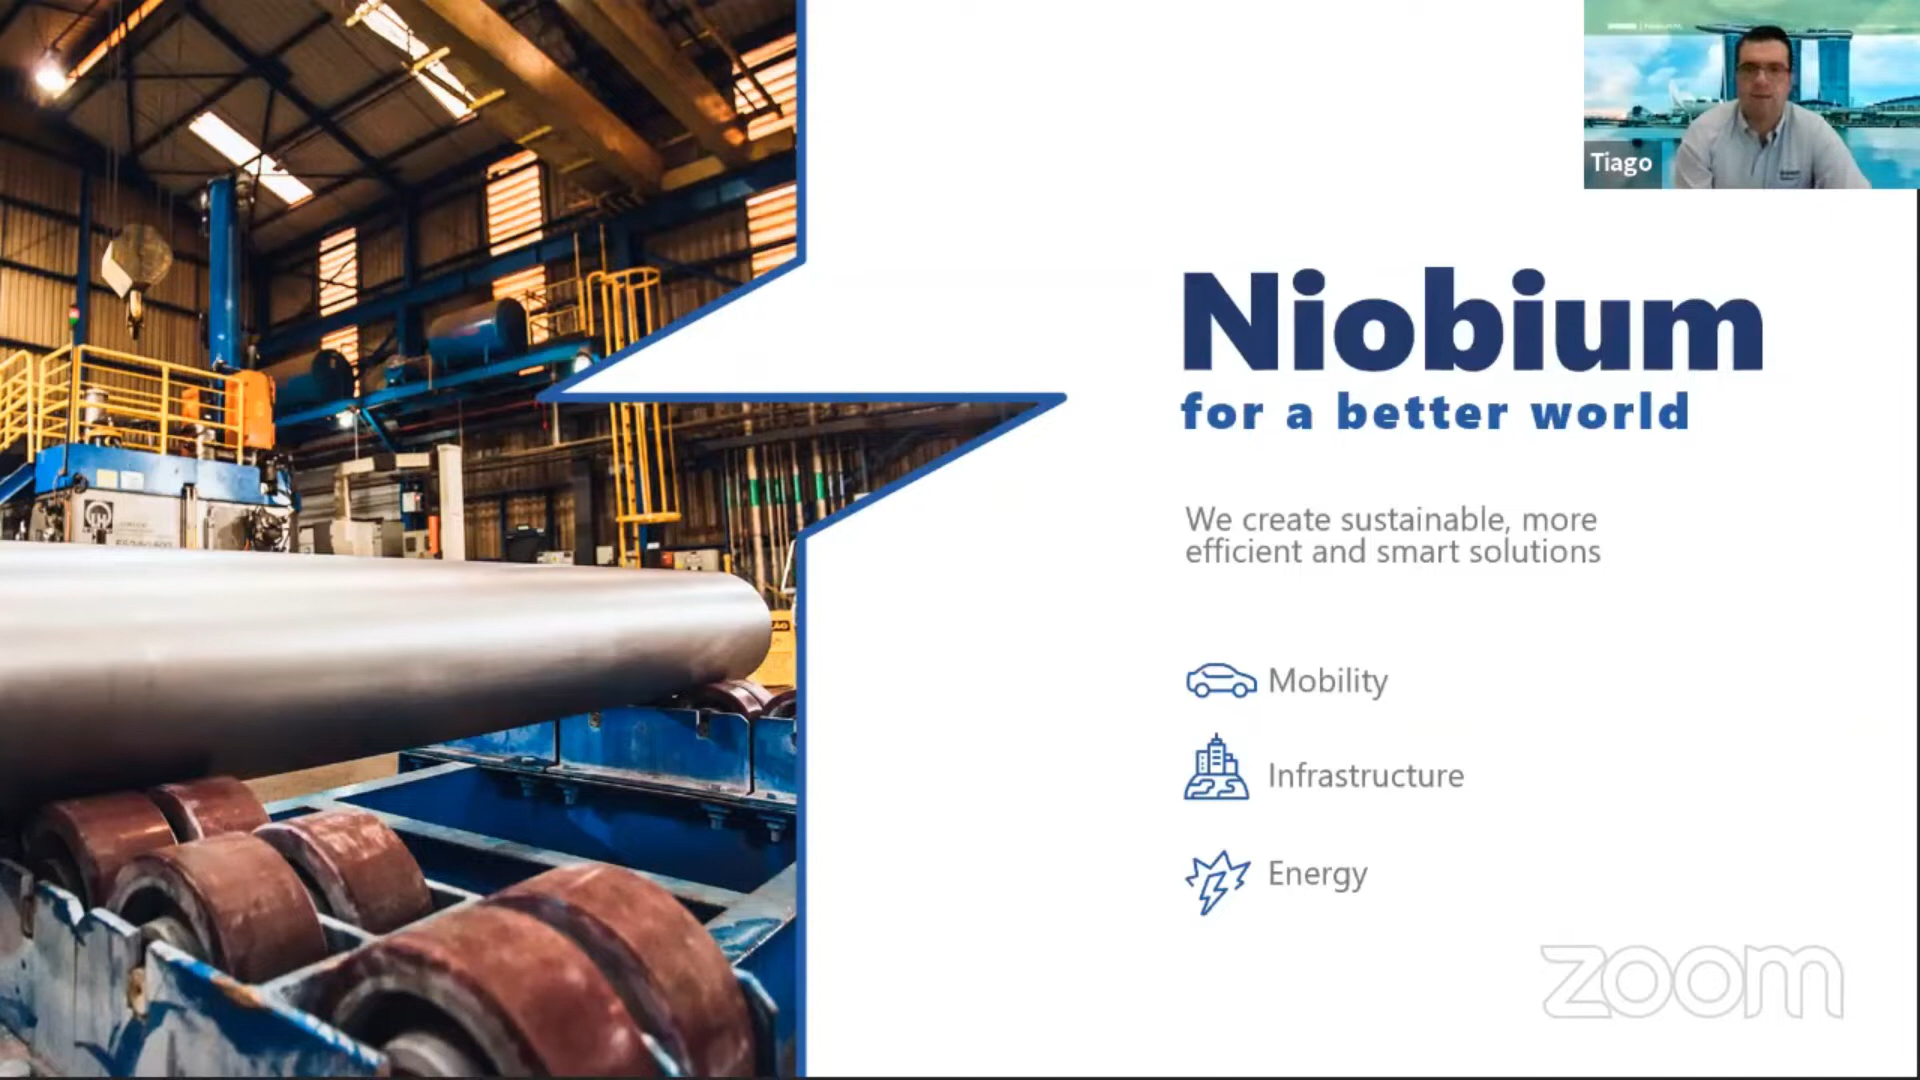 Tiago
Niobium
for a better world
We create sustainable, more
efficient and smart solutions
Mobility
Infrastructure
Energy
zoom